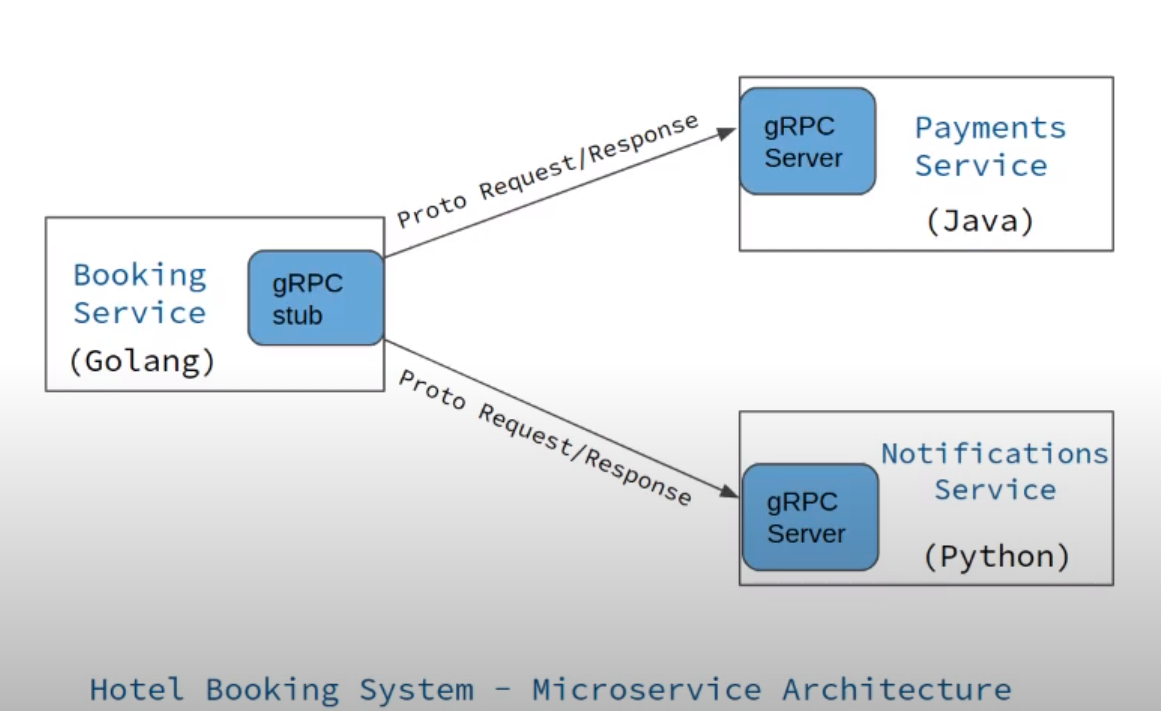 Booking
Service
(Golang)
gRPC
stub
Proto Request/Response
gRPC
Server
Payments
Service
(Java)
Proto Request/Response
gRPC
Server
Notifications
Service
(Python)
Hotel Booking System - Microservice Architecture